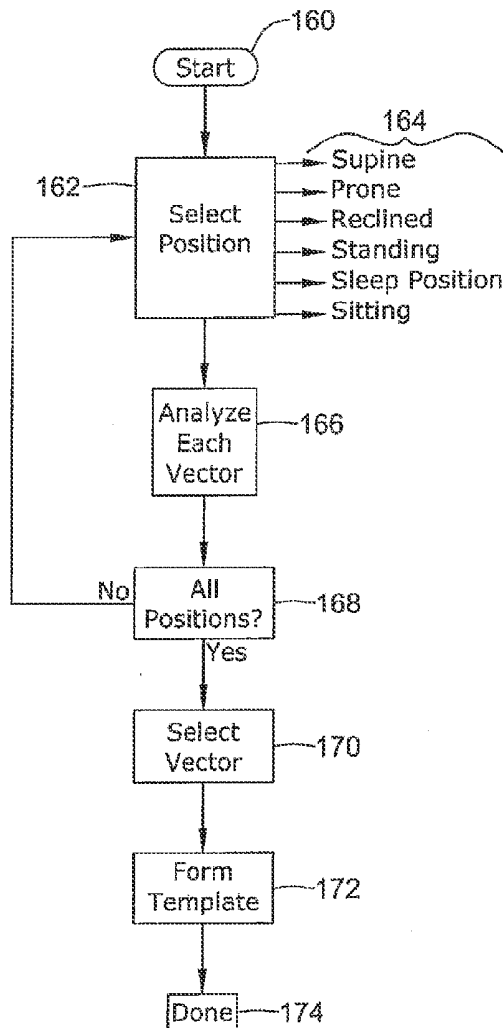 160
Start
164
162
Select
Position
Supine
Prone
Reclined
Standing
Sleep Position
Sitting
Analyze
Each
Vector
166
No
All
Positions?
168
Yes
Select
Vector
170
Form
Template
172
Done
174